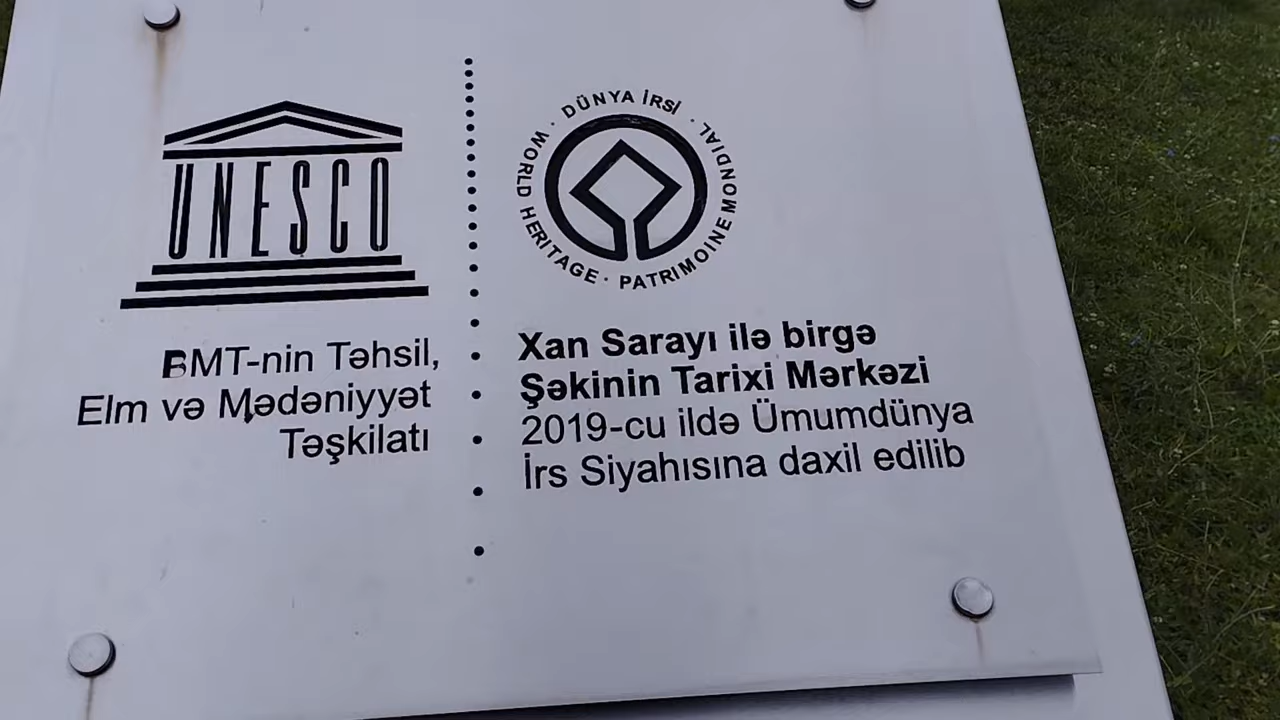 UNESCO
BMT-nin Təhsil,
Elm və Mədəniyyət
Təşkilatı
DÜNYA İRSİ · PATRIMOINE MONDIAL · WORLD HERITAGE ·
Xan Sarayı ilə birgə
Şəkinin Tarixi Mərkəzi
2019-cu ildə Ümumdünya
İrs Siyahısına daxil edilib